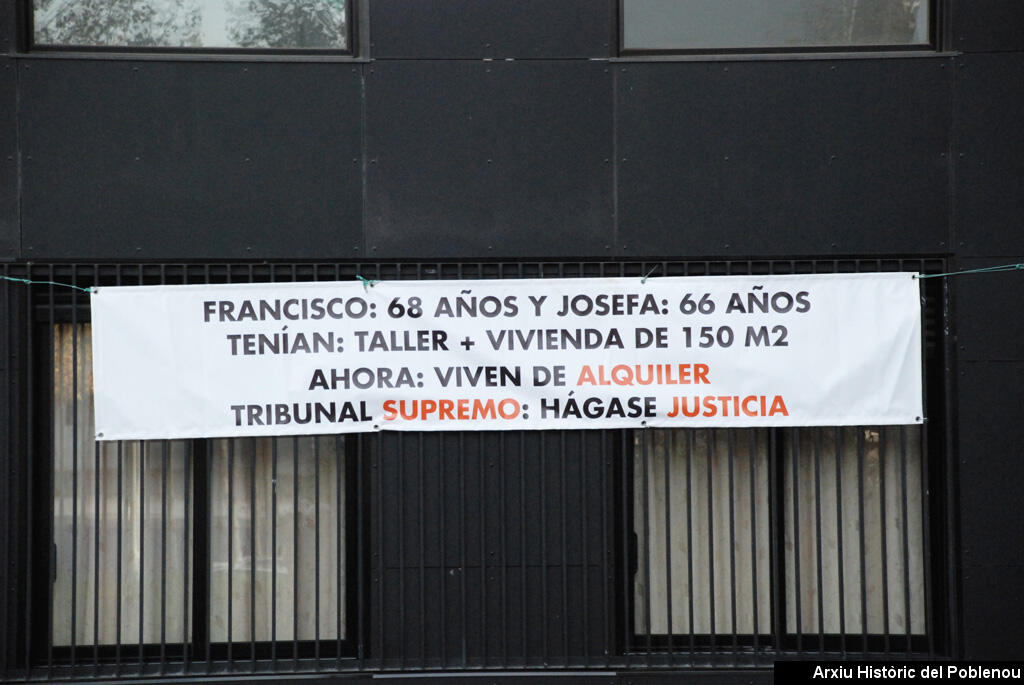 FRANCISCO: 68 AÑOS Y JOSEFA: 66 AÑOS
TENÍAN: TALLER + VIVIENDA DE 150 M2
AHORA: VIVEN DE ALQUILER
TRIBUNAL SUPREMO: HÁGASE JUSTICIA
Arxiu Històric del Poblenou